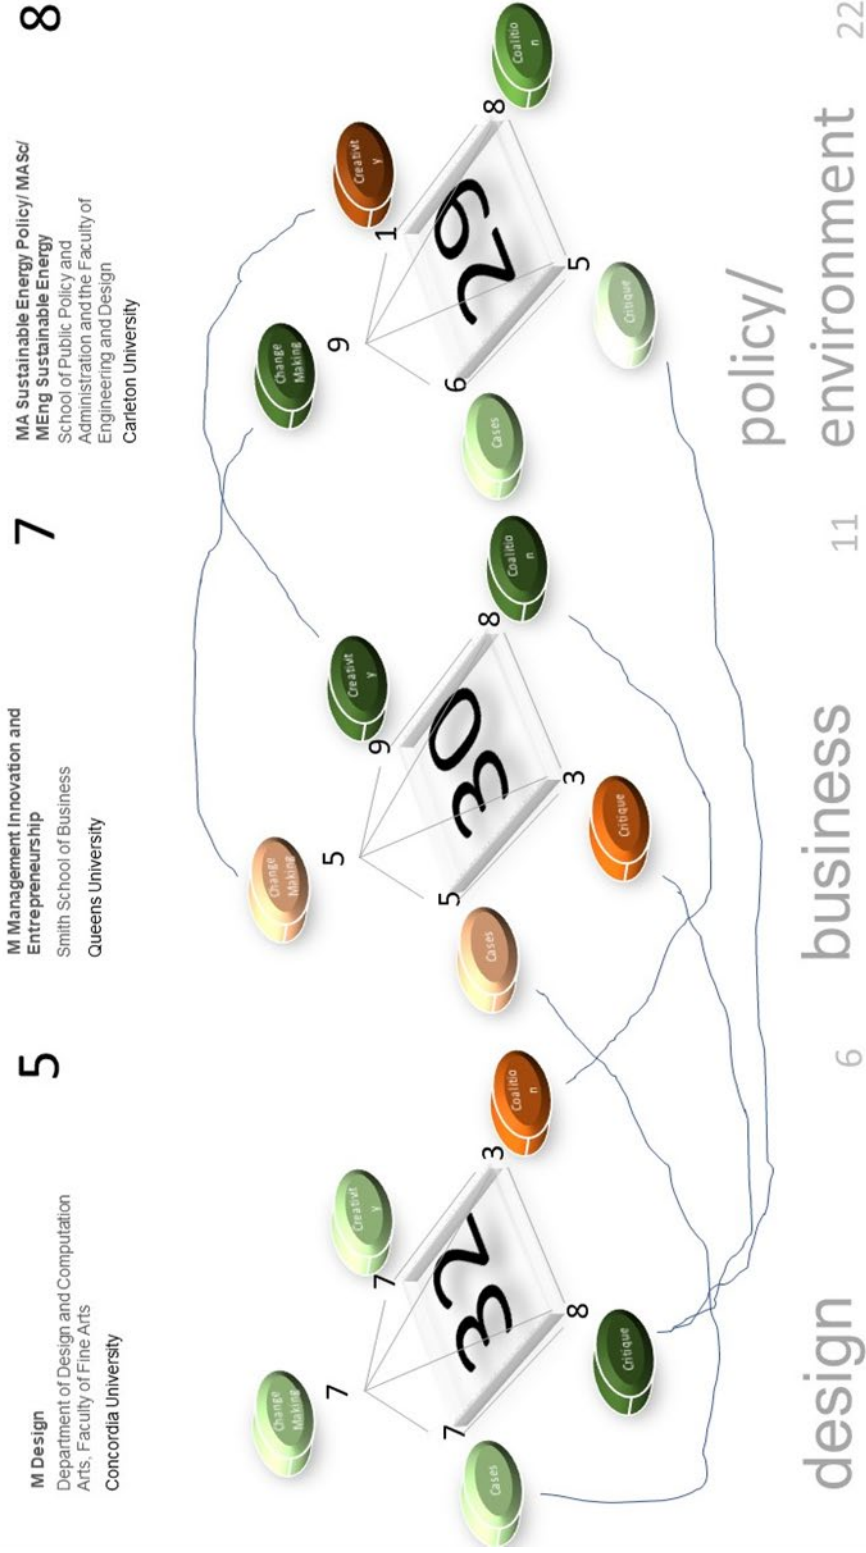 M Design
Department of Design and Computation
Arts, Faculty of Fine Arts
Concordia University
5
Change
Making
7
Creativit
y
7
32
Cases
7
Coalitio
n
3
Critique
8
design
6
M Management Innovation and
Entrepreneurship
Smith School of Business
Queens University
7
Change
Making
5
Creativit
y
9
30
Cases
5
Coalitio
n
8
Critique
3
business
11
MA Sustainable Energy Policy/ MASc/
MEng Sustainable Energy
School of Public Policy and
Administration and the Faculty of
Engineering and Design
Carleton University
8
Change
Making
9
Creativit
y
1
29
Cases
6
Coalitio
n
8
Critique
5
policy/
environment
22